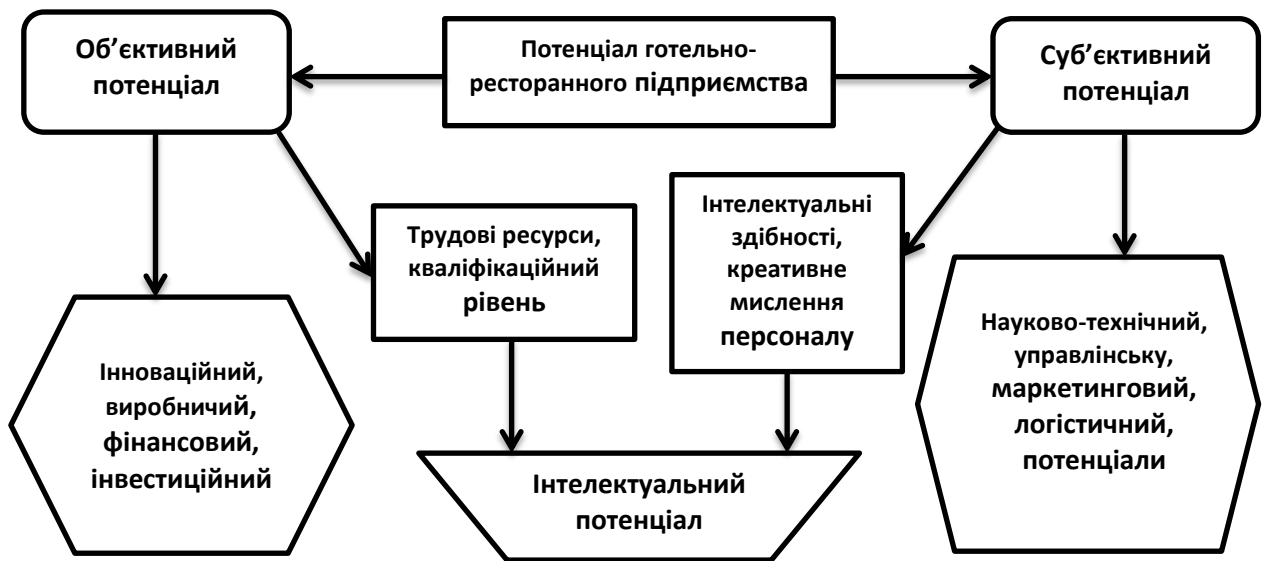 Об’єктивний
потенціал
Потенціал готельно-
ресторанного підприємства
Суб’єктивний
потенціал
Трудові ресурси,
кваліфікаційний
рівень
Інтелектуальні
здібності,
креативне
мислення
персоналу
Інноваційний,
виробничий,
фінансовий,
інвестиційний
Науково-технічний,
управлінську,
маркетинговий,
логістичний,
потенціали
Інтелектуальний
потенціал